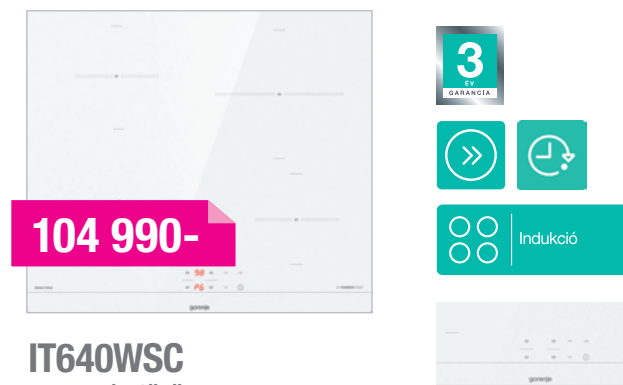 104 990-
gorenje
IT640WSC
3
ÉV
GARANCIA
Indukció
gorenje